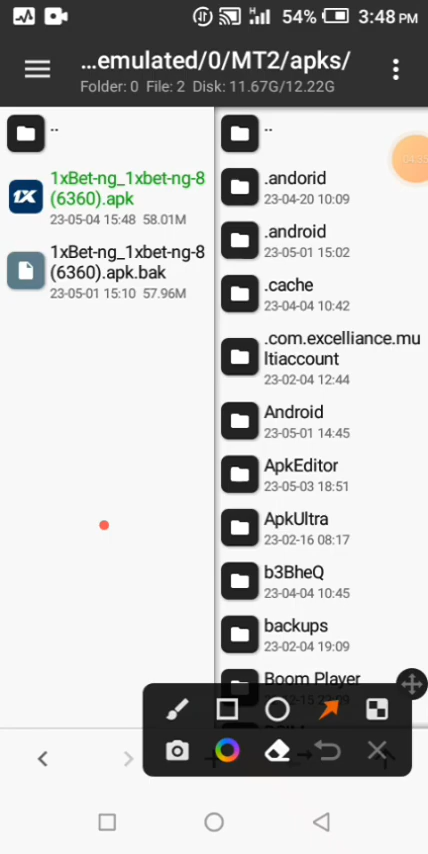 54% 3:48 PM
...emulated/0/MT2/apks/
Folder: 0 File: 2 Disk: 11.67G/12.22G
..
1xBet-ng_1xbet-ng-8
(6360).apk
23-05-04 15:48 58.01M
1xBet-ng_1xbet-ng-8
(6360).apk.bak
23-05-01 15:10 57.96M
..
.andorid
23-04-20 10:09
.android
23-05-01 15:02
.cache
23-04-04 10:42
.com.excelliance.mu
ltiaccount
23-02-04 12:44
Android
23-05-01 14:45
ApkEditor
23-05-03 18:51
ApkUltra
23-02-16 08:17
b3BheQ
23-04-04 10:45
backups
23-02-04 19:09
Boom Player